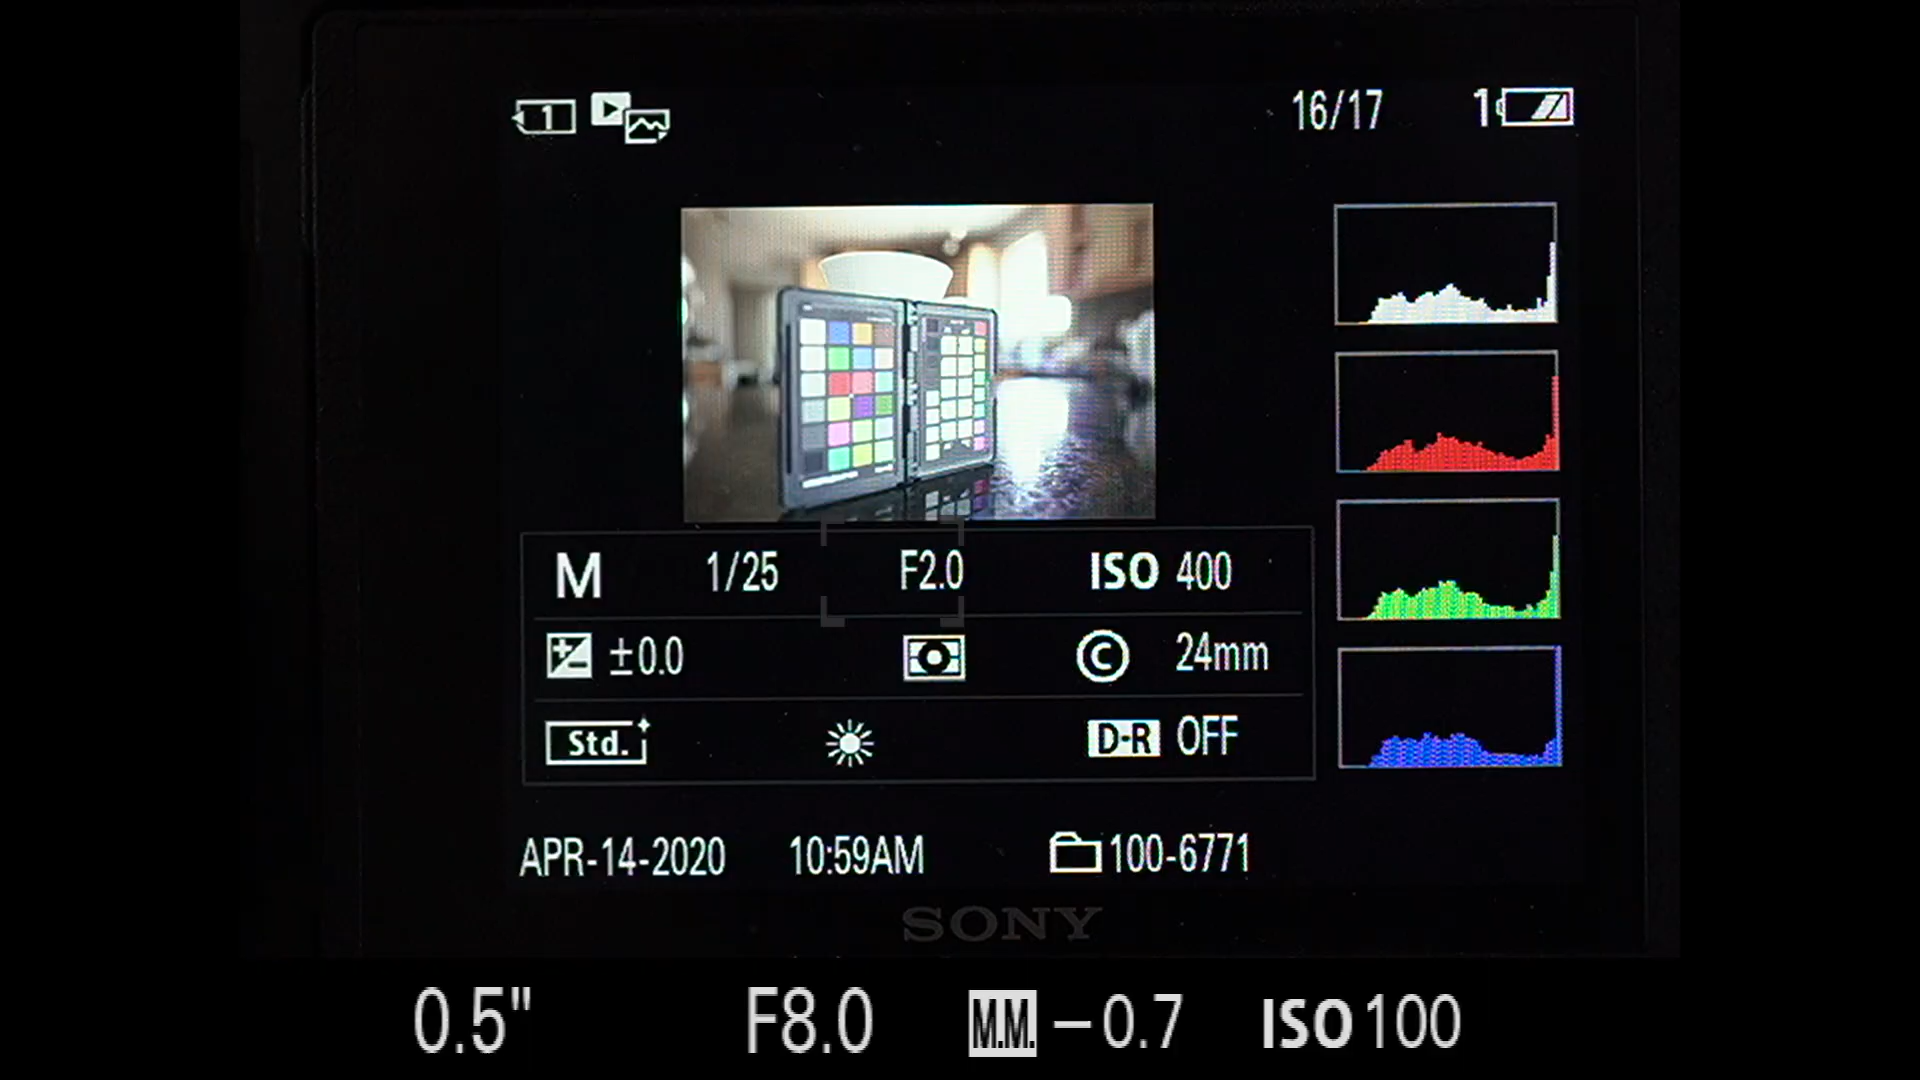 1 16/17 1
M 1/25 F2.0 ISO 400
±0.0 C 24mm
Std. D-R OFF
APR-14-2020 10:59AM 100-6771
SONY
0.5" F8.0 M.M. –0.7 ISO 100